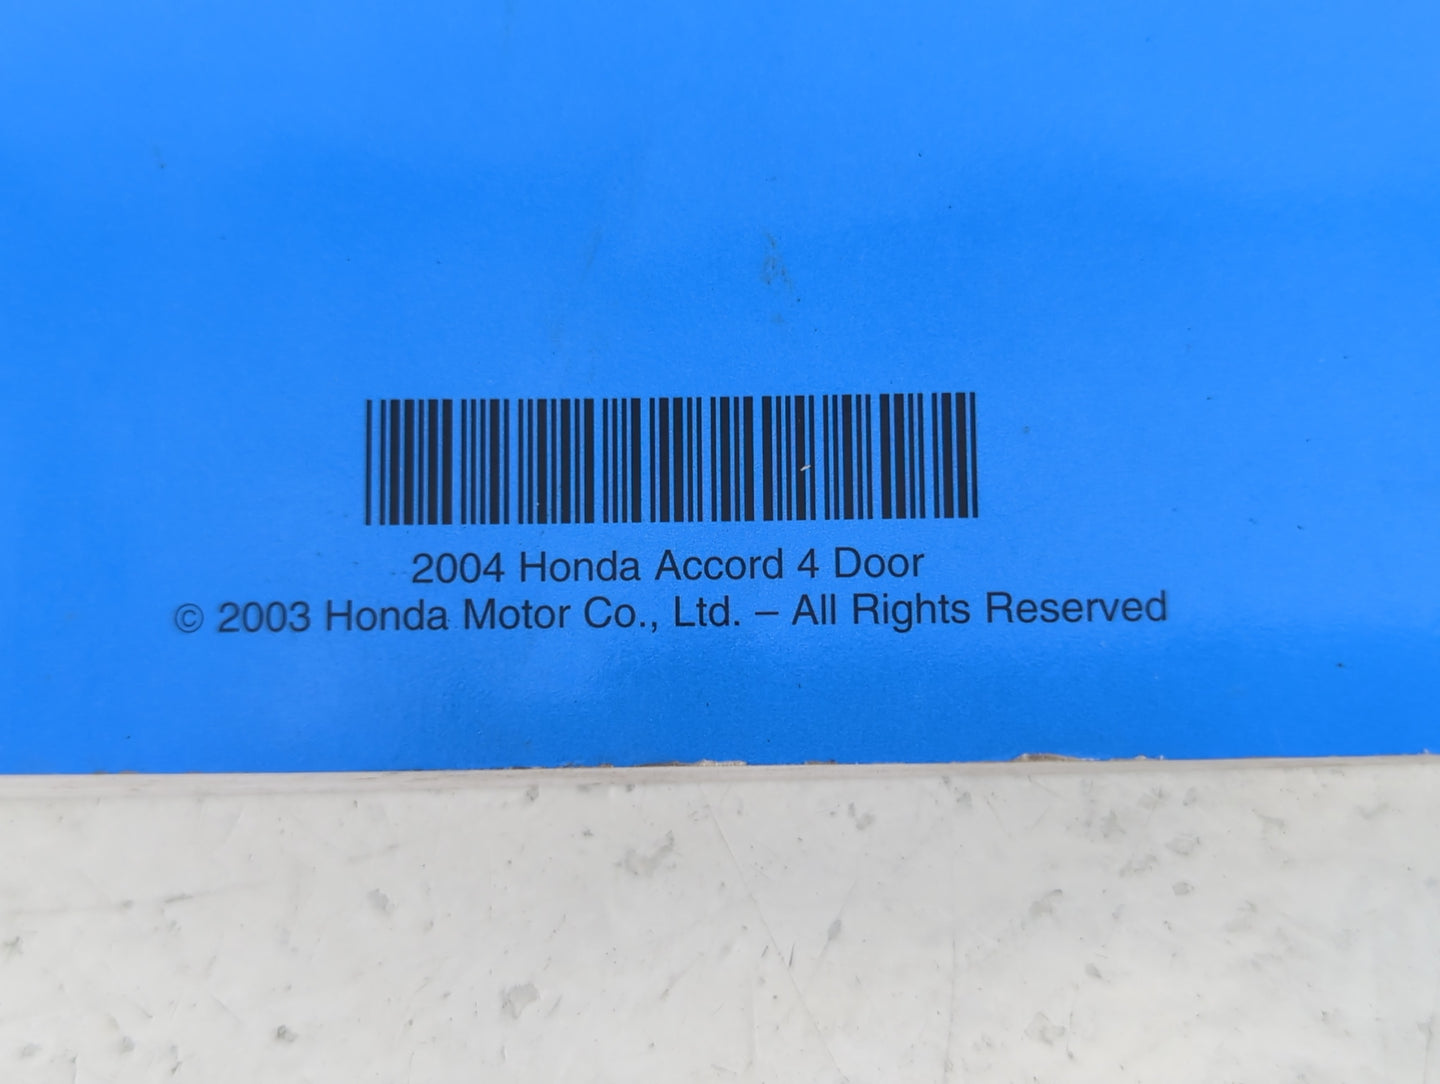 2004 Honda Accord 4 Door
© 2003 Honda Motor Co., Ltd. – All Rights Reserved